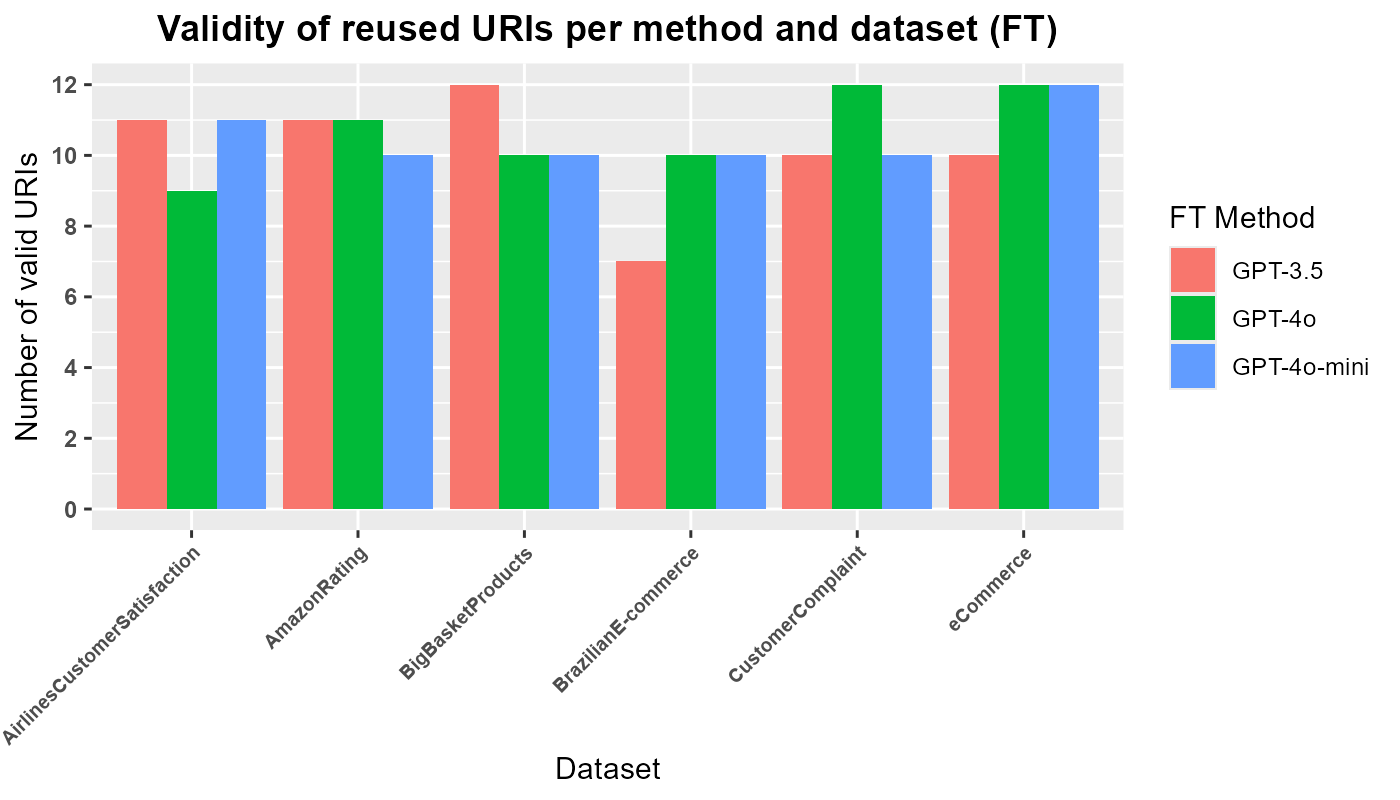 Validity of reused URIs per method and dataset (FT)
Number of valid URIs
12
10
8
6
4
2
0
AirlinesCustomerSatisfaction
AmazonRating
BigBasketProducts
BrazilianE-commerce
CustomerComplaint
eCommerce
Dataset
FT Method
GPT-3.5
GPT-4o
GPT-4o-mini